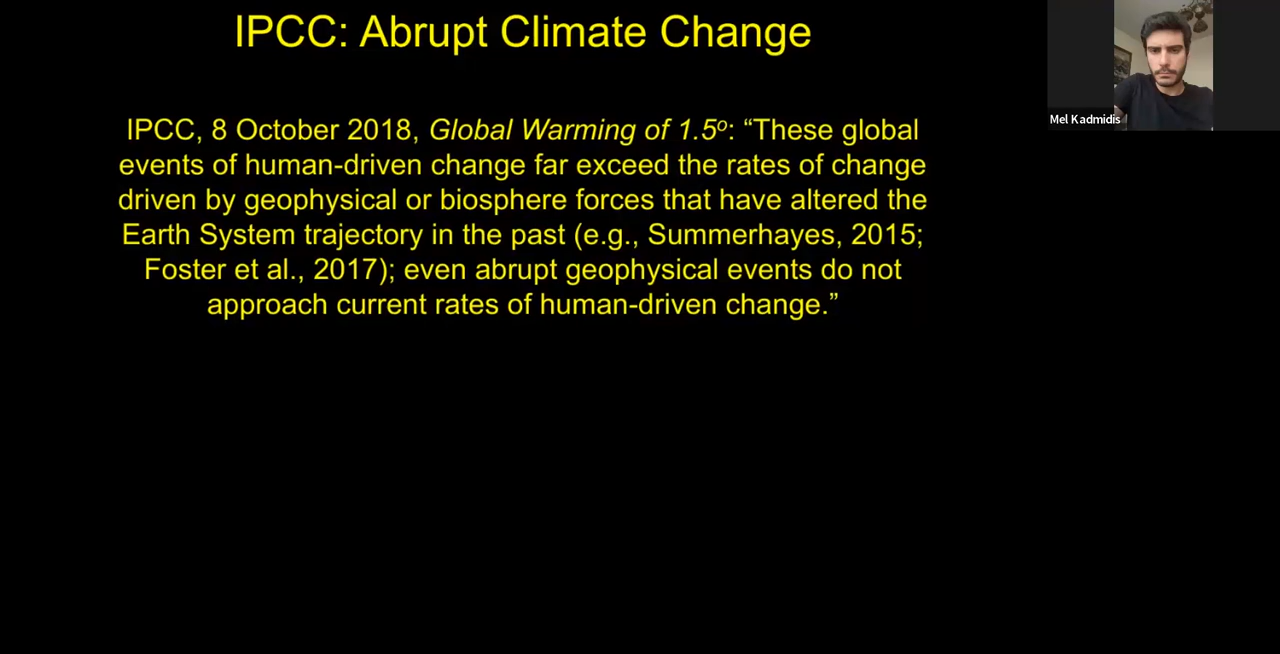 IPCC: Abrupt Climate Change
IPCC, 8 October 2018, Global Warming of 1.5º: “These global
events of human-driven change far exceed the rates of change
driven by geophysical or biosphere forces that have altered the
Earth System trajectory in the past (e.g., Summerhayes, 2015;
Foster et al., 2017); even abrupt geophysical events do not
approach current rates of human-driven change.”
Mel Kadmidis